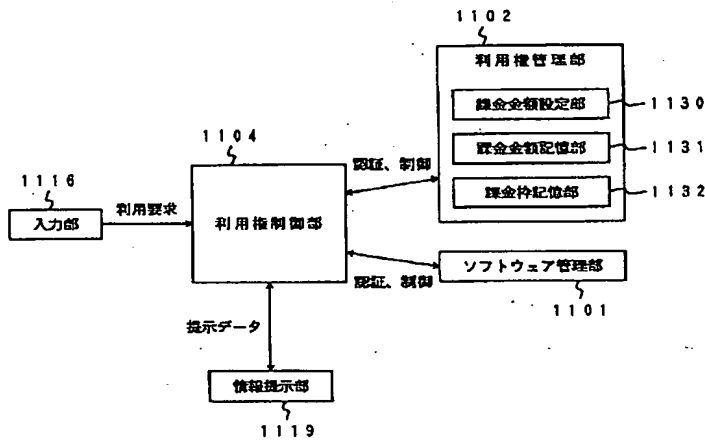 1102
利用権管理部
課金金額設定部
1130
1104
課金金額記憶部
1131
認証、制御
1116
課金枠記憶部
1132
利用要求
入力部
利用権制御部
ソフトウェア管理部
認証、制御
1101
提示データ
情報提示部
1119